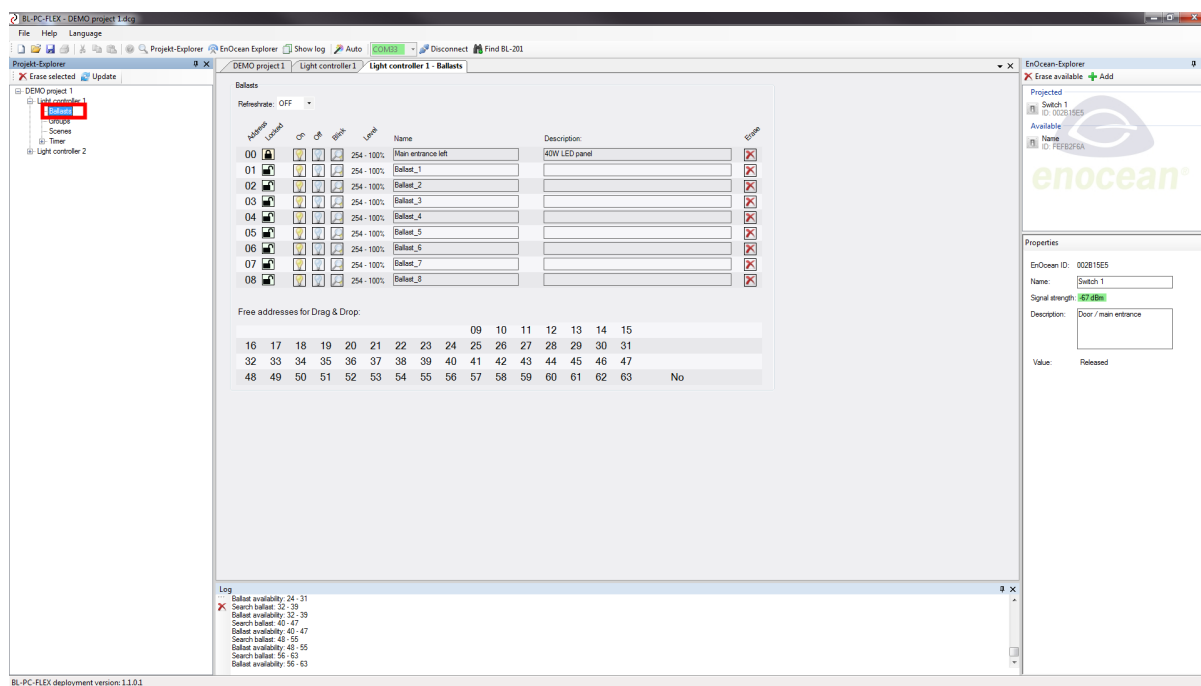 BL-PC-FLEX - DEMO project 1.dcg
File Help Language
Projekt-Explorer EnOcean Explorer Show log Auto COM33 Disconnect Find BL-201
Projekt-Explorer
Erase selected Update
DEMO project 1
Light controller 1
Ballasts
Groups
Scenes
Timer
Light controller 2
DEMO project 1 Light controller 1 Light controller 1 - Ballasts
Ballasts
Refreshrate: OFF
Address Locked On Off Blink Level Name Description: Erase
00 254 - 100% Main entrance left 40W LED panel
01 254 - 100% Ballast_1
02 254 - 100% Ballast_2
03 254 - 100% Ballast_3
04 254 - 100% Ballast_4
05 254 - 100% Ballast_5
06 254 - 100% Ballast_6
07 254 - 100% Ballast_7
08 254 - 100% Ballast_8
Free addresses for Drag & Drop:
09 10 11 12 13 14 15
16 17 18 19 20 21 22 23 24 25 26 27 28 29 30 31
32 33 34 35 36 37 38 39 40 41 42 43 44 45 46 47
48 49 50 51 52 53 54 55 56 57 58 59 60 61 62 63 No
Log
Ballast availability: 24 - 31
Search ballast: 32 - 39
Ballast availability: 32 - 39
Search ballast: 40 - 47
Ballast availability: 40 - 47
Search ballast: 48 - 55
Ballast availability: 48 - 55
Search ballast: 56 - 63
Ballast availability: 56 - 63
EnOcean-Explorer
Erase available Add
Projected
Switch 1
ID: 002B15E5
Available
Name
ID: FEFB2F6A
enocean®
Properties
EnOcean ID: 002B15E5
Name: Switch 1
Signal strength: -67 dBm
Description: Door / main entrance
Value: Released
BL-PC-FLEX deployment version: 1.1.0.1